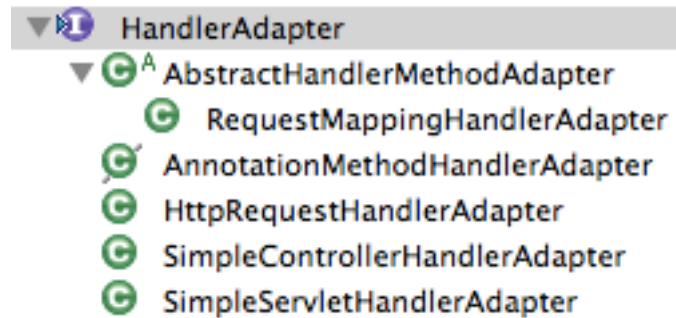 HandlerAdapter
AbstractHandlerMethodAdapter
RequestMappingHandlerAdapter
AnnotationMethodHandlerAdapter
HttpRequestHandlerAdapter
SimpleControllerHandlerAdapter
SimpleServletHandlerAdapter